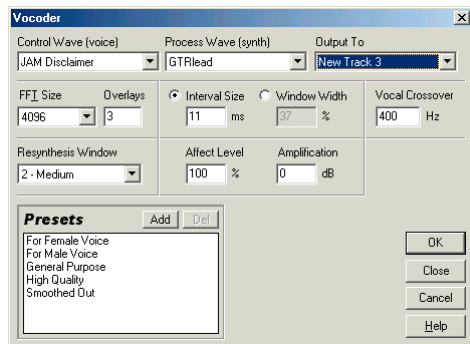 Vocoder
Control Wave (voice) Process Wave (synth) Output To
JAM Disclaimer GTRlead New Track 3
FFT Size Overlays Interval Size Window Width Vocal Crossover
4096 3 11 ms 37 % 400 Hz
Resynthesis Window Affect Level Amplification
2 - Medium 100 % 0 dB
Presets Add Del
For Female Voice
For Male Voice
General Purpose
High Quality
Smoothed Out
OK
Close
Cancel
Help